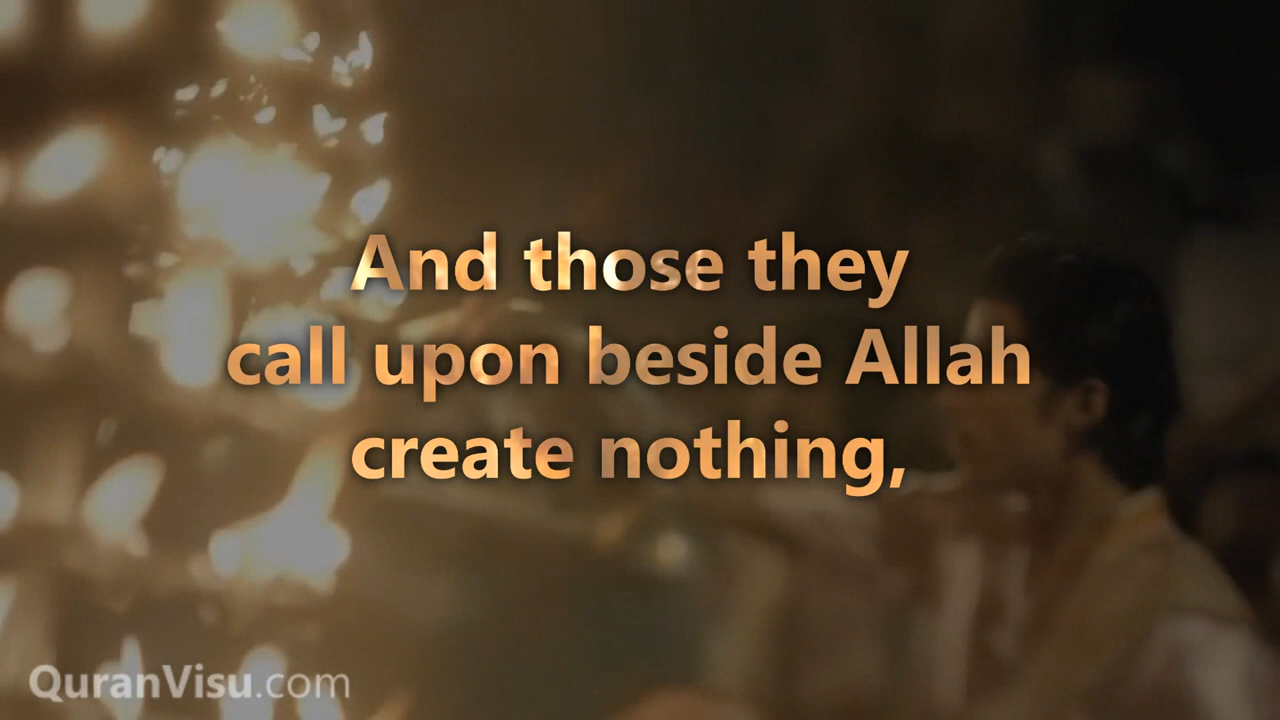 And those they
call upon beside Allah
create nothing,
QuranVisu.com